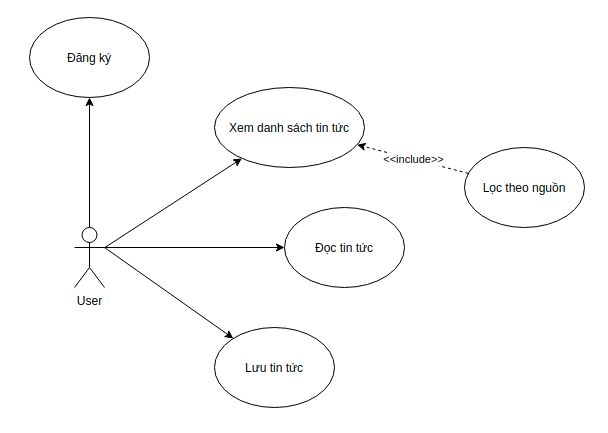 Đăng ký
Xem danh sách tin tức
<<include>>
Lọc theo nguồn
Đọc tin tức
User
Lưu tin tức